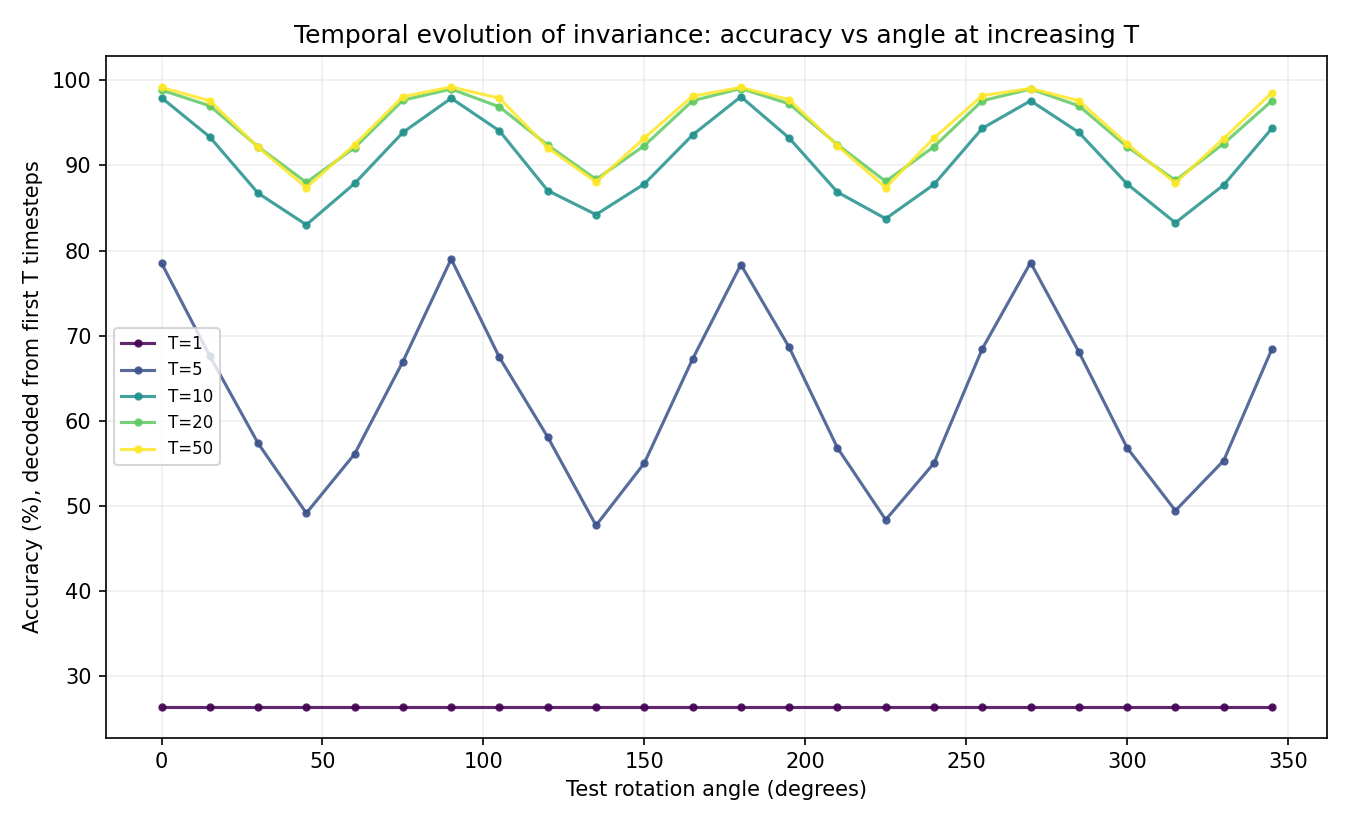 Temporal evolution of invariance: accuracy vs angle at increasing T
Accuracy (%), decoded from first T timesteps
100
90
80
70
60
50
40
30
T=1
T=5
T=10
T=20
T=50
0
50
100
150
200
250
300
350
Test rotation angle (degrees)